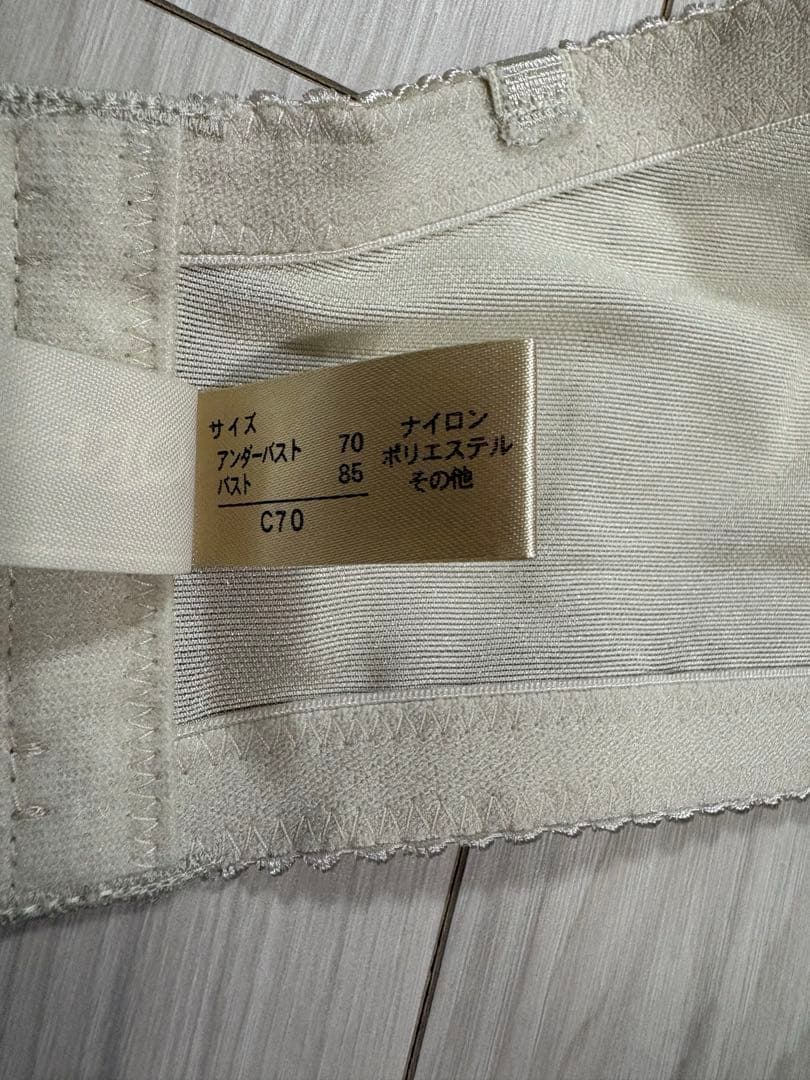 サイズ
アンダーバスト 70
バスト 85
C70
ナイロン
ポリエステル
その他